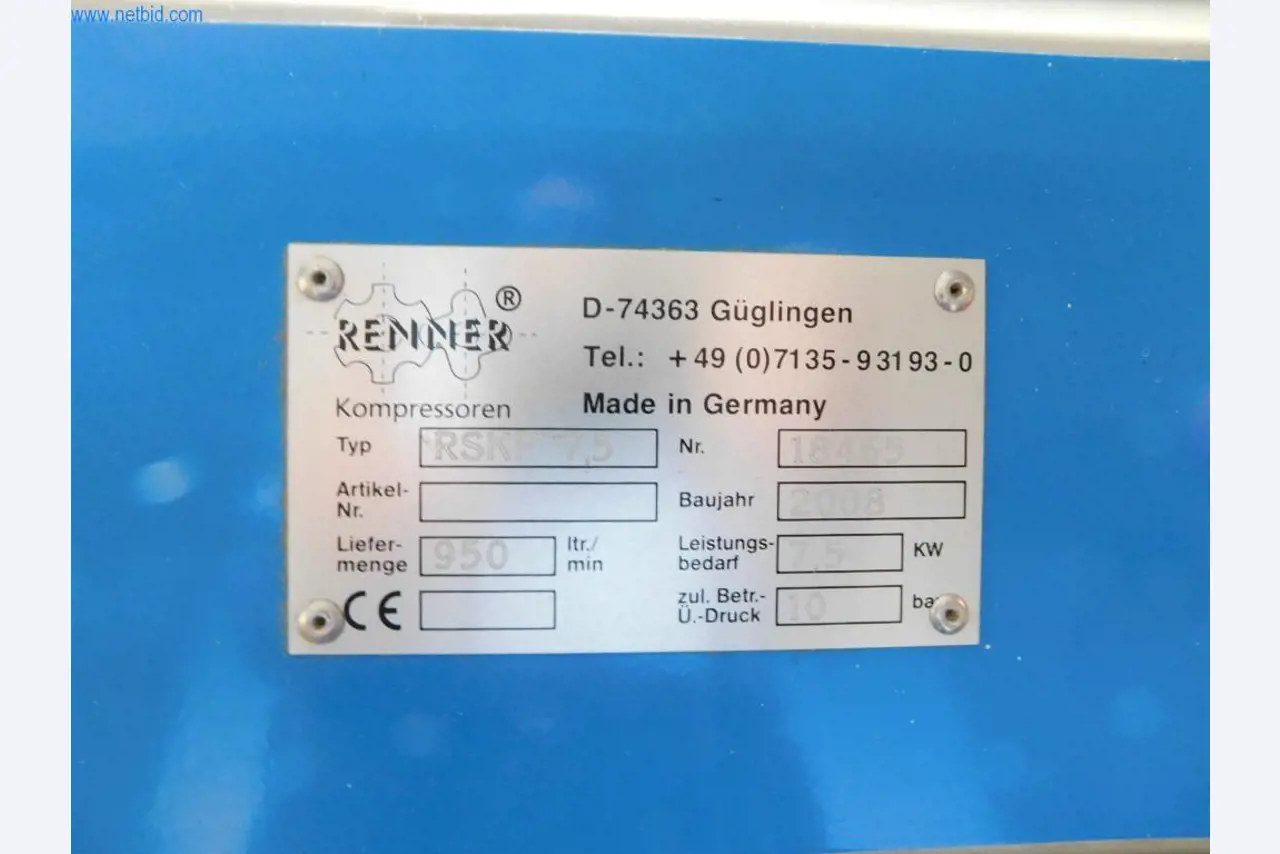 www.netbid.com
RENNER ®
Kompressoren
D-74363 Güglingen
Tel.: +49 (0)7135-93193-0
Made in Germany
Typ 7,5 Nr.
Artikel-Nr. Baujahr 2008
Liefer-menge 950 ltr./min Leistungs-bedarf 7,5 KW
CE zul. Betr.-Ü.-Druck 10